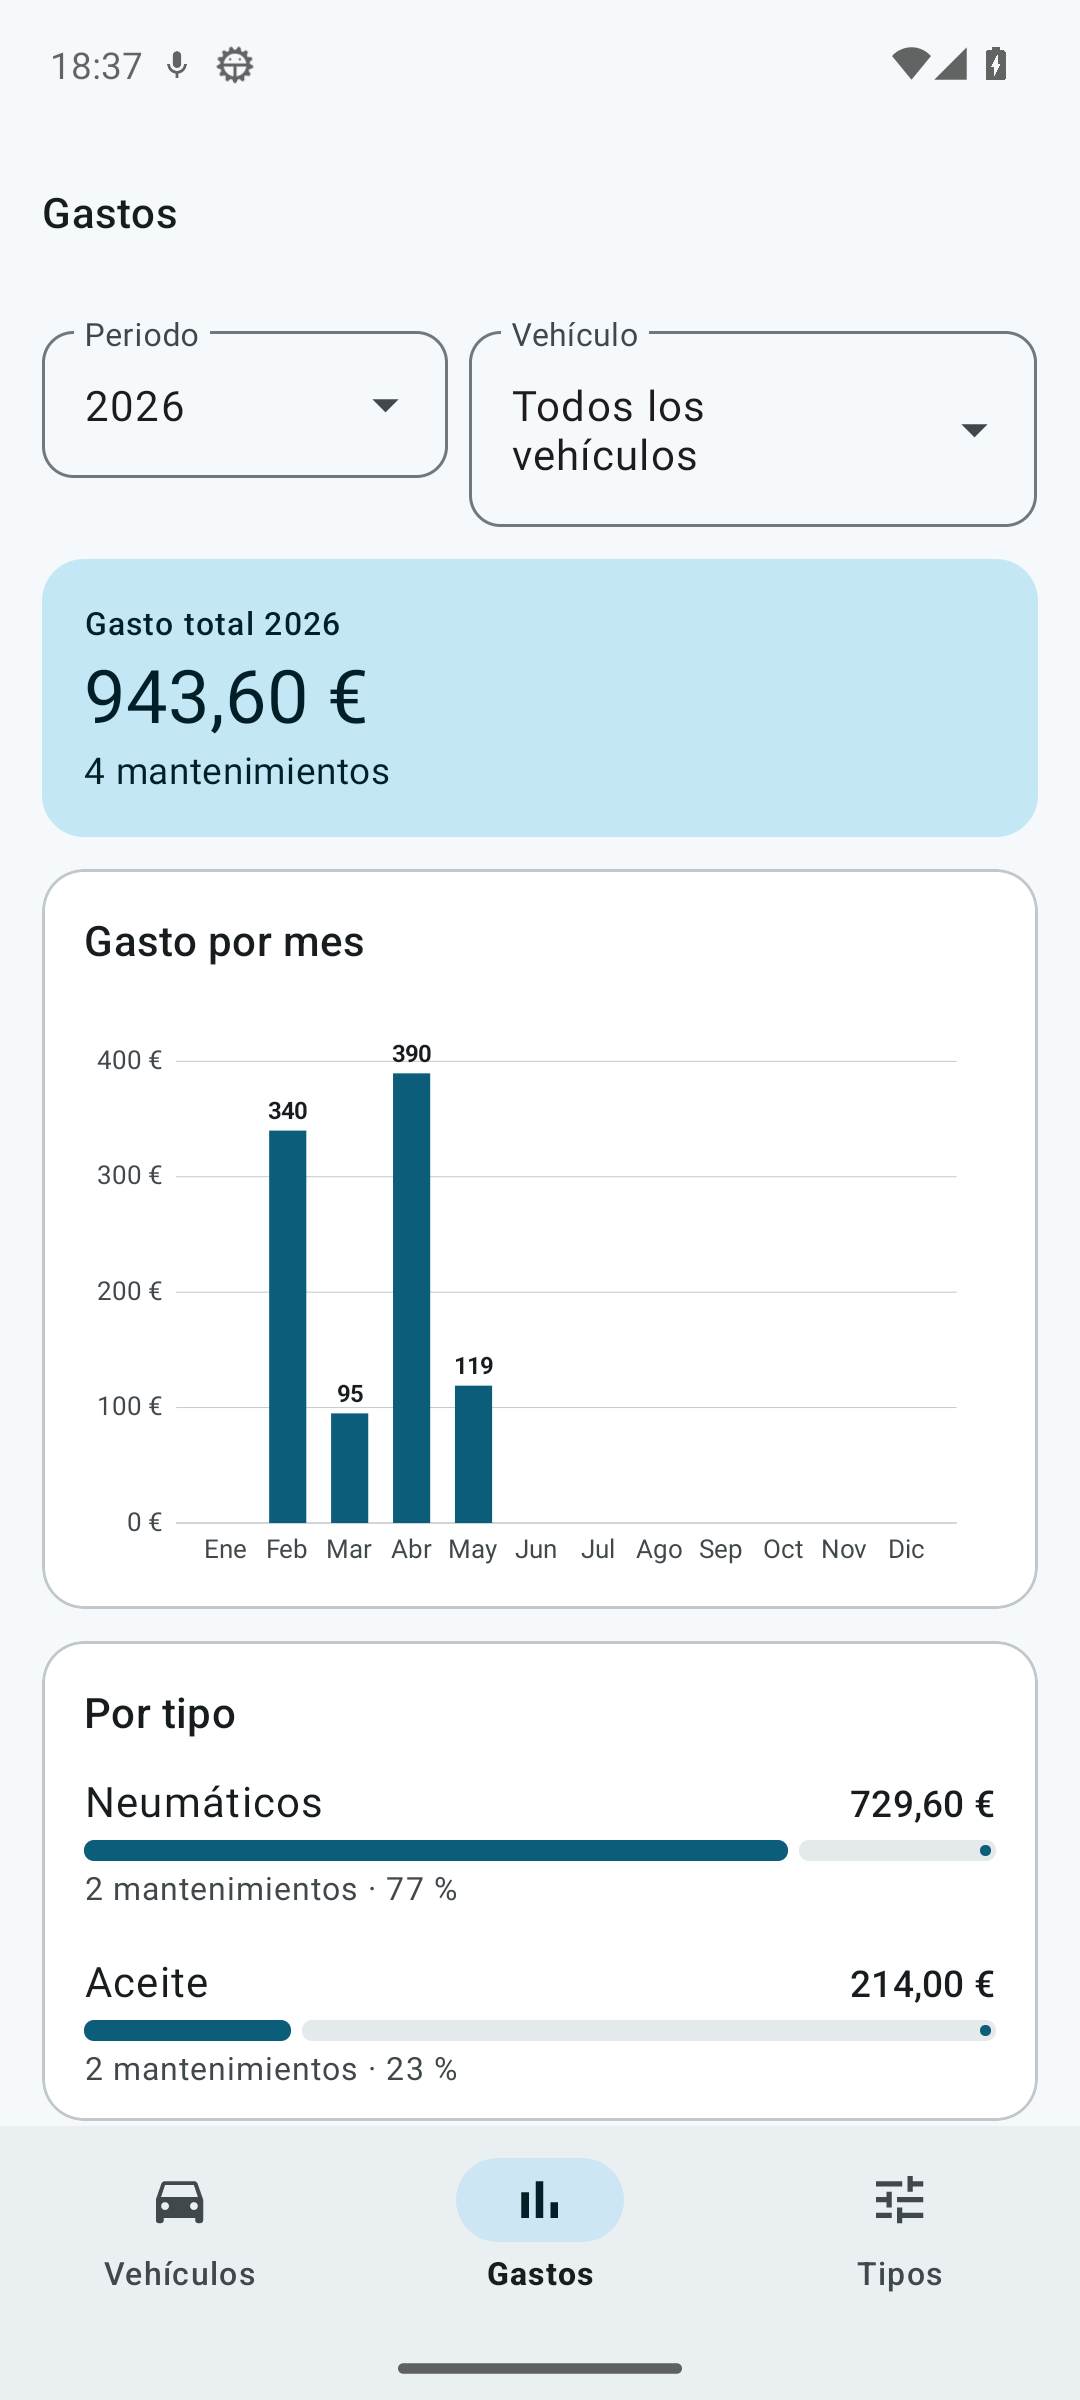 18:37
Gastos
Periodo
2026
Vehículo
Todos los
vehículos
Gasto total 2026
943,60 €
4 mantenimientos
Gasto por mes
400 €
300 €
200 €
100 €
0 €
340
95
390
119
Ene Feb Mar Abr May Jun Jul Ago Sep Oct Nov Dic
Por tipo
Neumáticos 729,60 €
2 mantenimientos · 77 %
Aceite 214,00 €
2 mantenimientos · 23 %
Vehículos Gastos Tipos